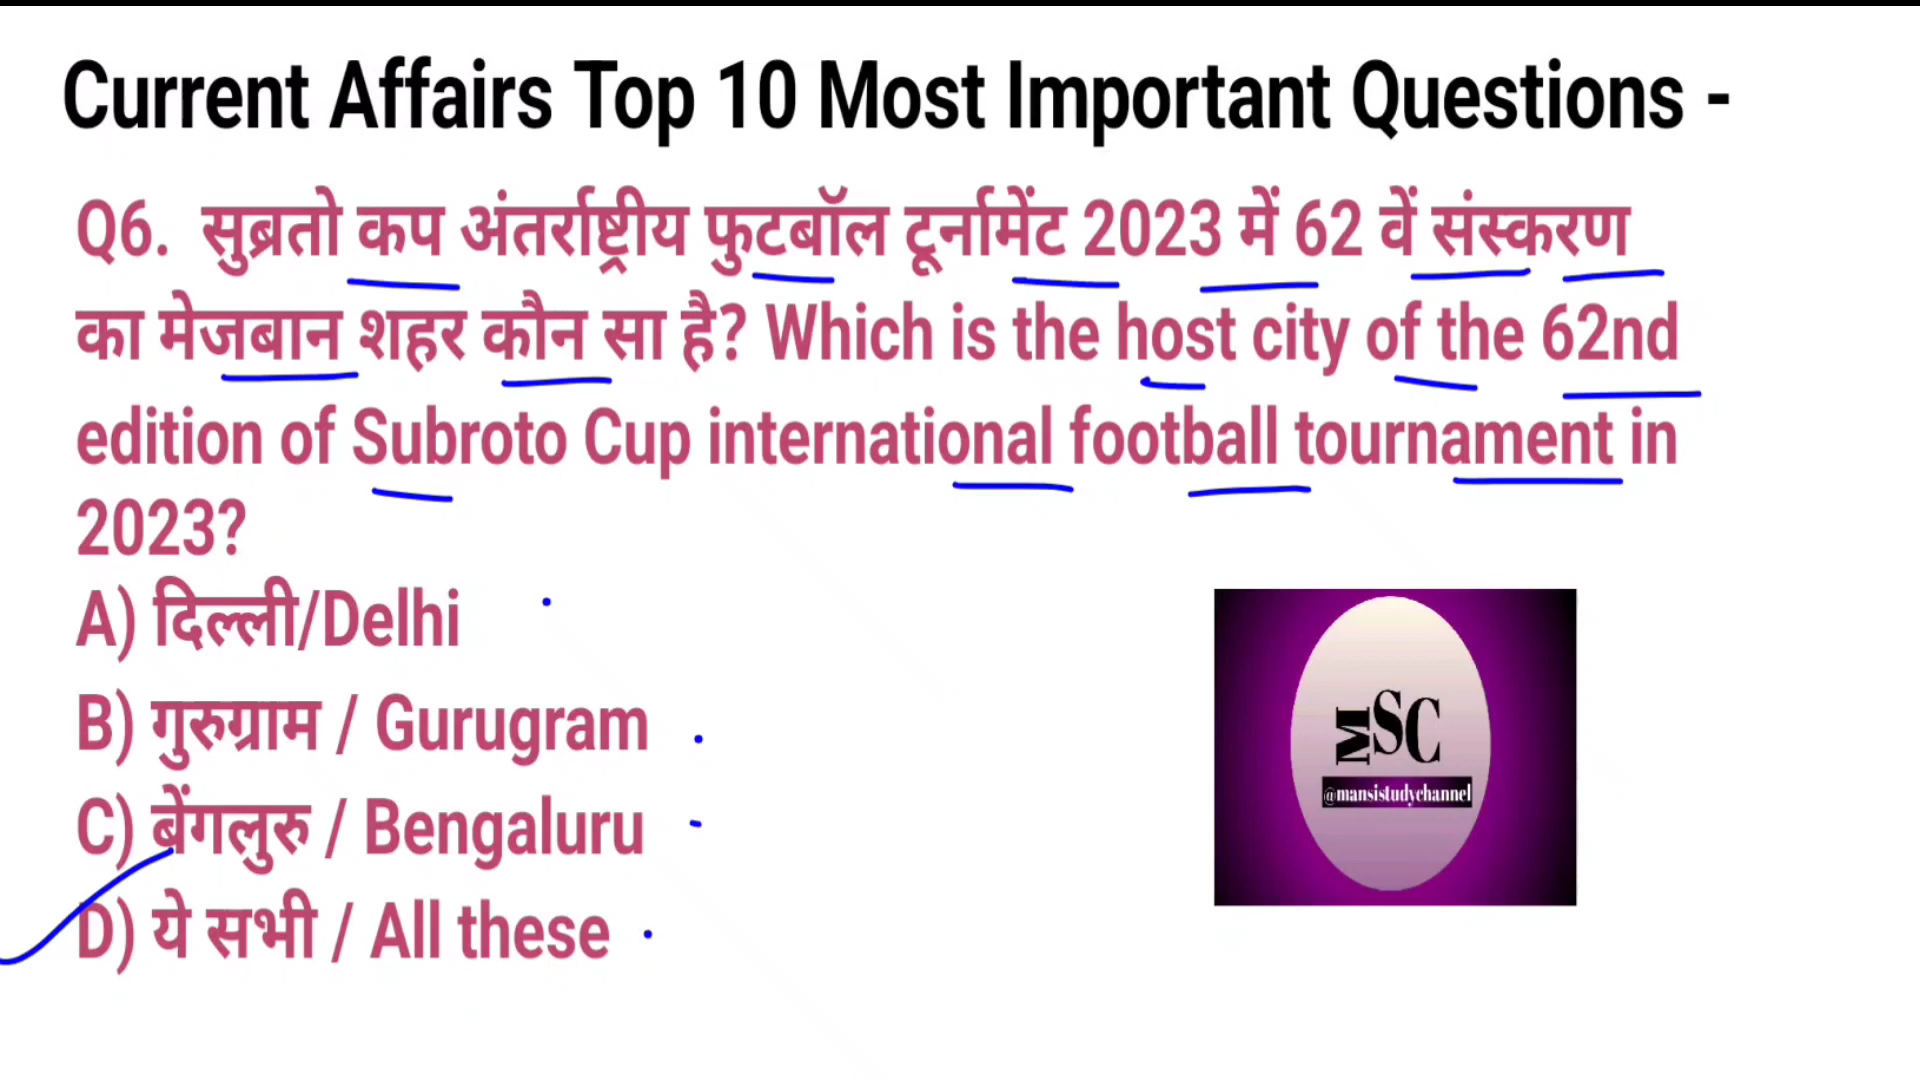 Current Affairs Top 10 Most Important Questions -
Q6. सुब्रतो कप अंतर्राष्ट्रीय फुटबॉल टूर्नामेंट 2023 में 62 वें संस्करण
का मेजबान शहर कौन सा है? Which is the host city of the 62nd
edition of Subroto Cup international football tournament in
2023?
A) दिल्ली/Delhi
B) गुरुग्राम / Gurugram
C) बेंगलुरु / Bengaluru
D) ये सभी / All these
MSC
@mansistudychannel